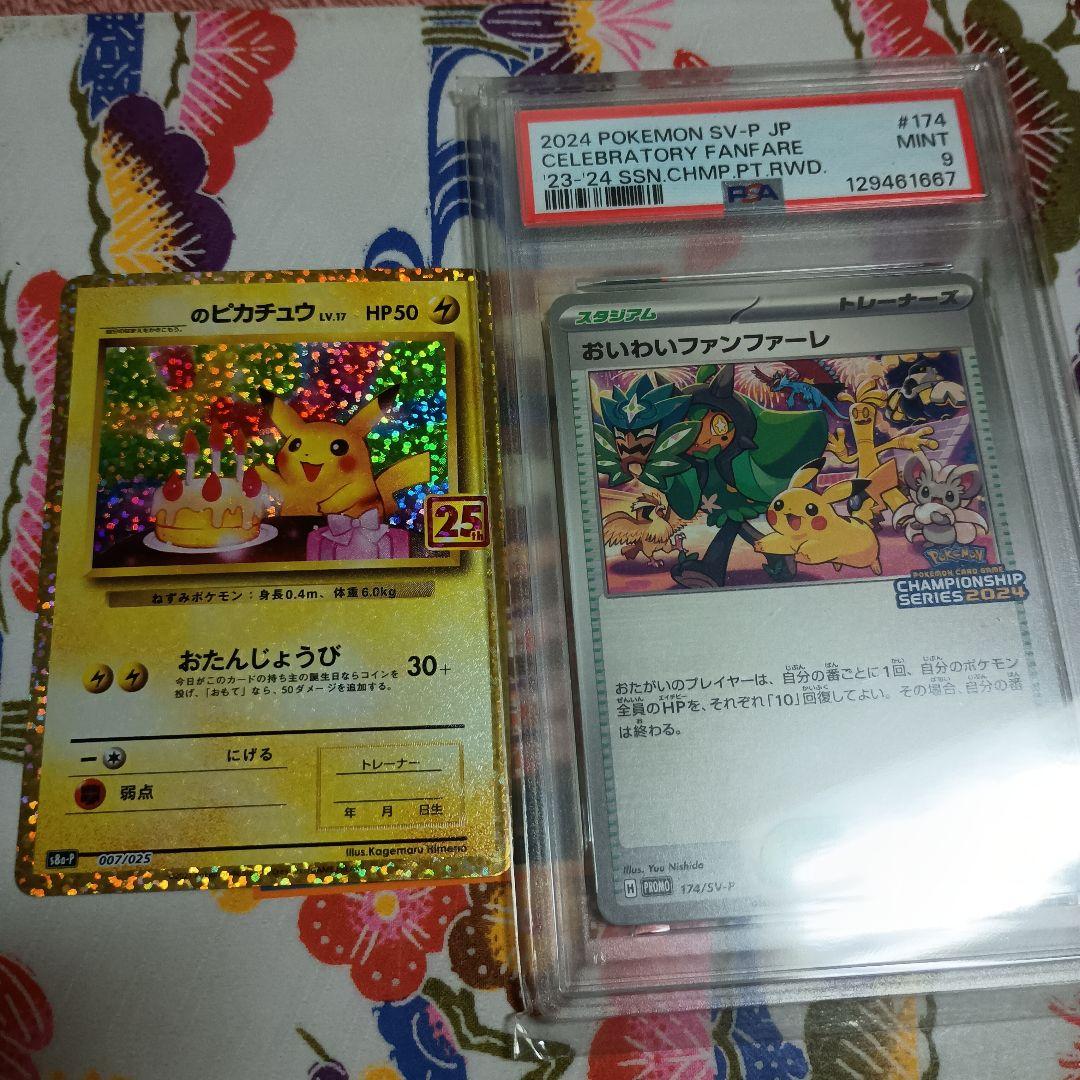 のピカチュウ LV.17 HP50
25th
ねずみポケモン：身長0.4m、体重6.0kg
おたんじょうび 30+
今日がこのカードの持ち主の誕生日ならコインを
投げ、「おもて」なら、50ダメージを追加する。
にげる
弱点
トレーナー
年 月 日生
Illus.Kagemaru Himeno
s8a-P 007/025
2024 POKEMON SV-P JP #174
CELEBRATORY FANFARE MINT
'23-'24 SSN.CHMP.PT.RWD. 9
PSA 129461667
スタジアム トレーナーズ
おいわいファンファーレ
POKÉMON
POKÉMON CARD GAME
CHAMPIONSHIP
SERIES 2024
おたがいのプレイヤーは、自分の番ごとに1回、自分のポケモン
全員のHPを、それぞれ「10」回復してよい。その場合、自分の番
は終わる。
Illus. Yuu Nishida
H PROMO 174/SV-P